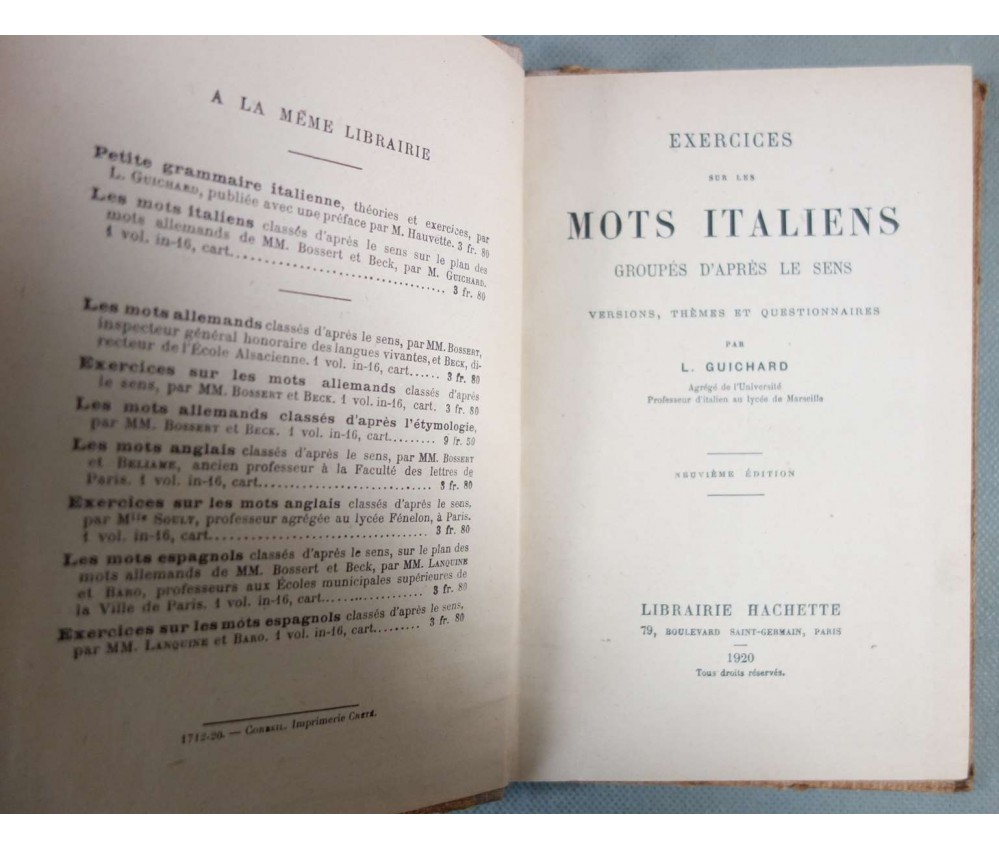 A LA MÊME LIBRAIRIE
Petite grammaire italienne, théories et exercices, par
L. GUICHARD, publiée avec une préface par M. Hauvette. 3 fr. 80
Les mots italiens classés d'après le sens sur le plan des
mots allemands de MM. Bossert et Beck, par M. GUICHARD.
1 vol. in-16, cart. 3 fr. 80
Les mots allemands classés d'après le sens, par MM. BOSSERT,
inspecteur général honoraire des langues vivantes, et BECK, di-
recteur de l'École Alsacienne. 1 vol. in-16, cart...... 3 fr. 80
Exercices sur les mots allemands classés d'après
le sens, par MM. BOSSERT et BECK. 1 vol. in-16, cart. 3 fr. 80
Les mots allemands classés d'après l'étymologie,
par MM. BOSSERT et BECK. 1 vol. in-16, cart......... 9 fr. 50
Les mots anglais classés d'après le sens, par MM. BOSSERT
et BELJAME, ancien professeur à la Faculté des lettres de
Paris. 1 vol. in-16, cart. 3 fr. 80
Exercices sur les mots anglais classés d'après le sens,
par Mlle SOULT, professeur agrégée au lycée Fénelon, à Paris.
1 vol. in-16, cart. 3 fr. 80
Les mots espagnols classés d'après le sens, sur le plan des
mots allemands de MM. Bossert et Beck, par MM. LANQUINE
et BARO, professeurs aux Écoles municipales supérieures de
la Ville de Paris. 1 vol. in-16, cart. 3 fr. 80
Exercices sur les mots espagnols classés d'après le sens,
par MM. LANQUINE et BARO. 1 vol. in-16, cart......... 3 fr. 80
1712-20. — CORBEIL. Imprimerie CRÉTÉ.
EXERCICES
SUR LES
MOTS ITALIENS
GROUPÉS D'APRÈS LE SENS
VERSIONS, THÈMES ET QUESTIONNAIRES
PAR
L. GUICHARD
Agrégé de l'Université
Professeur d'italien au lycée de Marseille
NEUVIÈME ÉDITION
LIBRAIRIE HACHETTE
79, BOULEVARD SAINT-GERMAIN, PARIS
1920
Tous droits réservés.